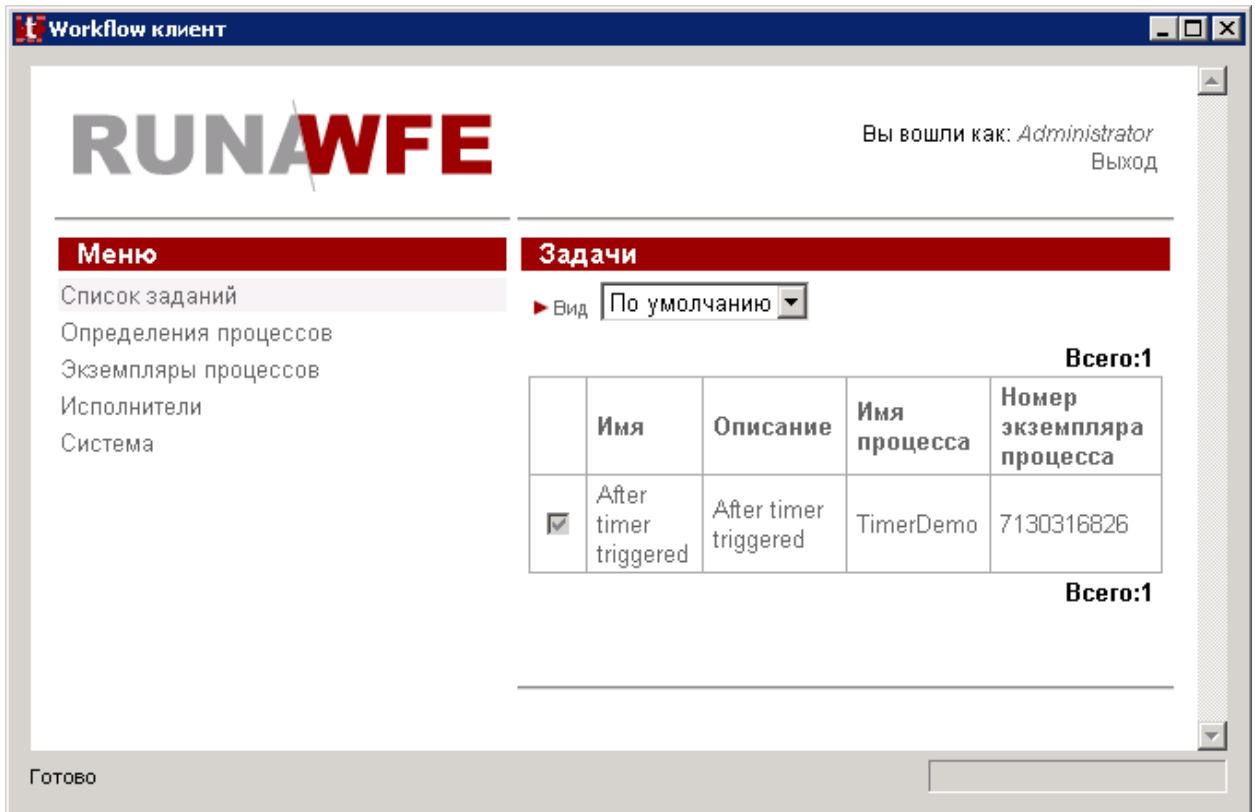 Workflow клиент
RUNAWFE
Вы вошли как: Administrator
Выход
Меню
Список заданий
Определения процессов
Экземпляры процессов
Исполнители
Система
Задачи
Вид По умолчанию
Всего:1
Имя
Описание
Имя
процесса
Номер
экземпляра
процесса
After
timer
triggered
After timer
triggered
TimerDemo
7130316826
Всего:1
Готово